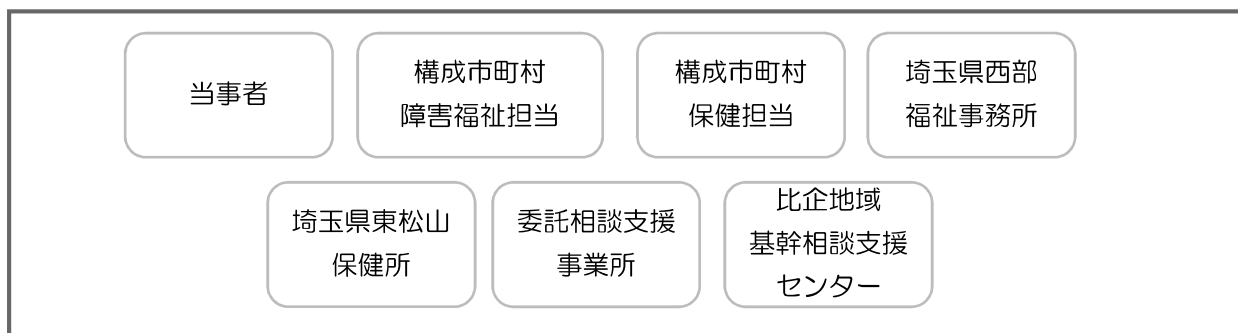 当事者
構成市町村
障害福祉担当
構成市町村
保健担当
埼玉県西部
福祉事務所
埼玉県東松山
保健所
委託相談支援
事業所
比企地域
基幹相談支援
センター